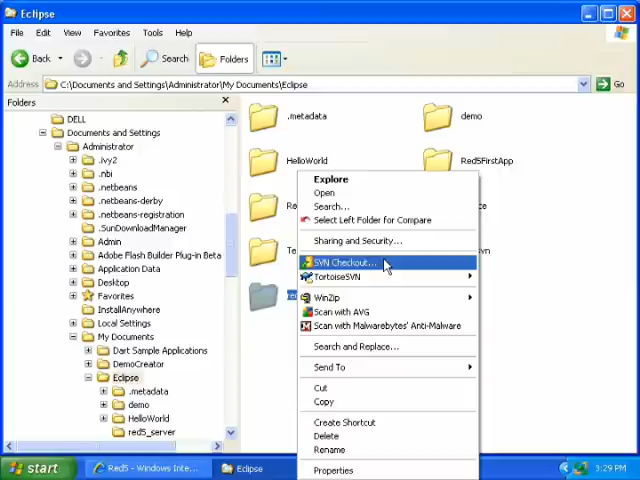 Eclipse
File Edit View Favorites Tools Help
Back Search Folders
Address C:\Documents and Settings\Administrator\My Documents\Eclipse Go
Folders
DELL
Documents and Settings
Administrator
.ivy2
.nbi
.netbeans
.netbeans-derby
.netbeans-registration
.SunDownloadManager
Admin
Adobe Flash Builder Plug-in Beta
Application Data
Desktop
Favorites
InstallAnywhere
Local Settings
My Documents
Dart Sample Applications
DemoCreator
Eclipse
.metadata
demo
HelloWorld
red5_server
.metadata
demo
HelloWorld
Red5FirstApp
Explore
Open
Search...
Select Left Folder for Compare
Sharing and Security...
SVN Checkout...
TortoiseSVN
WinZip
Scan with AVG
Scan with Malwarebytes' Anti-Malware
Search and Replace...
Send To
Cut
Copy
Create Shortcut
Delete
Rename
Properties
start
Red5 - Windows Inte...
Eclipse
3:29 PM